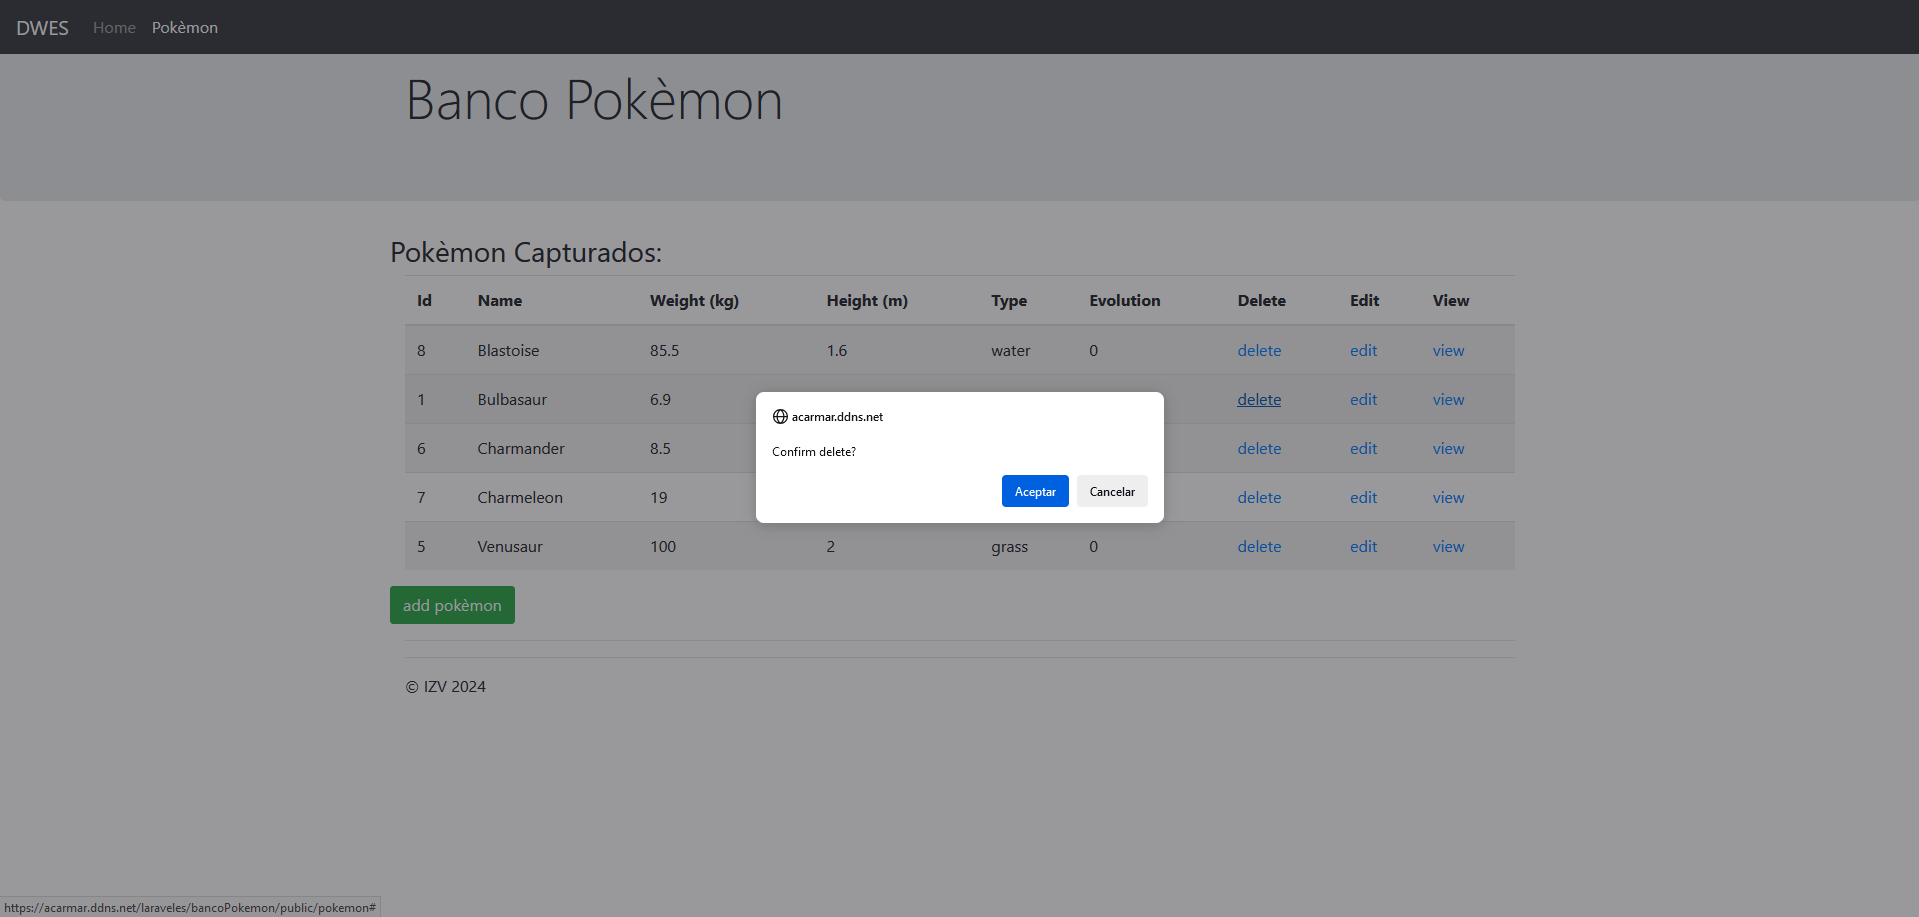 DWES Home Pokèmon
Banco Pokèmon
Pokèmon Capturados:
Id Name Weight (kg) Height (m) Type Evolution Delete Edit View
8 Blastoise 85.5 1.6 water 0 delete edit view
1 Bulbasaur 6.9 delete edit view
acarmar.ddns.net
Confirm delete?
Aceptar Cancelar
6 Charmander 8.5 delete edit view
7 Charmeleon 19 delete edit view
5 Venusaur 100 2 grass 0 delete edit view
add pokèmon
© IZV 2024
https://acarmar.ddns.net/laraveles/bancoPokemon/public/pokemon#